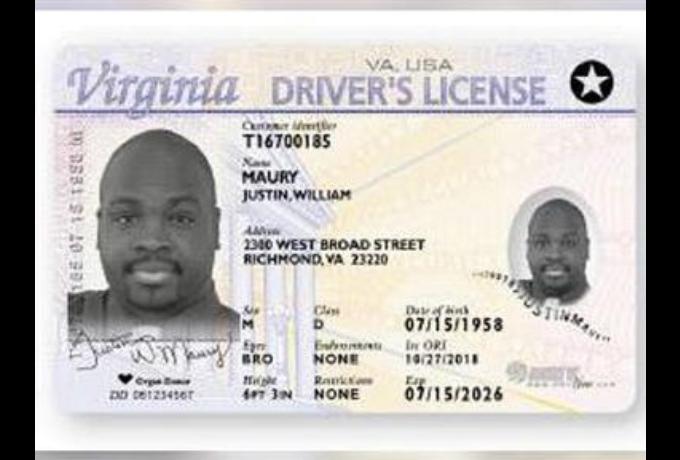 VA, USA
Virginia DRIVER'S LICENSE
Customer Identifier
T16700185
Name
MAURY
JUSTIN, WILLIAM
Address
2300 WEST BROAD STREET
RICHMOND, VA 23220
Sex Class Date of Birth
M D 07/15/1958
Eyes Endorsements Iss ORI
BRO NONE 10/27/2018
Height Restrictions Exp
6FT 3IN NONE 07/15/2026
Justin W Maury
Organ Donor
DD 061234567
JUSTINMAURY